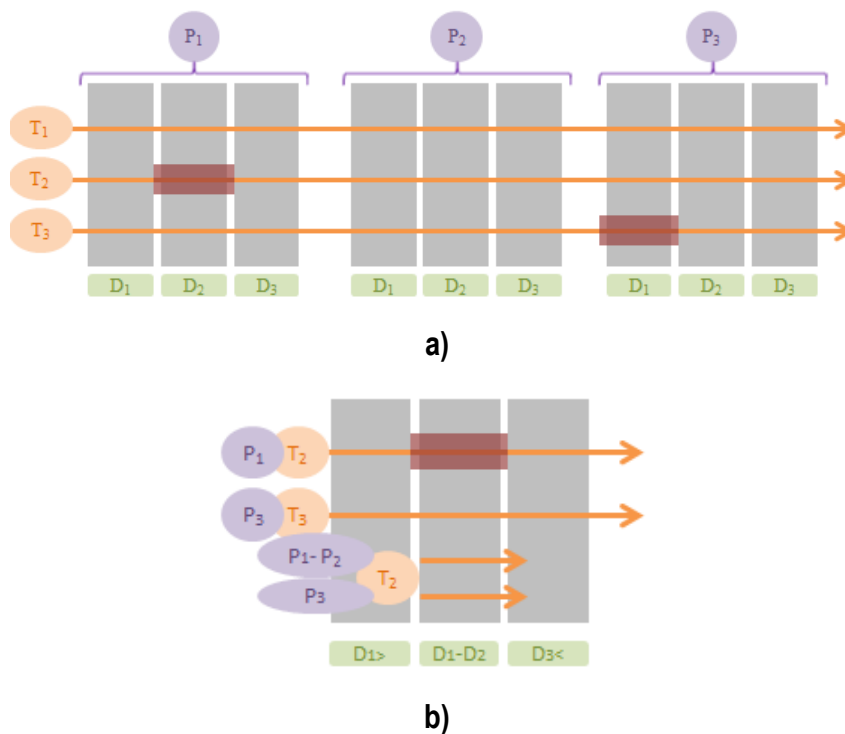 P₁ P₂ P₃
T₁
T₂
T₃
D₁ D₂ D₃ D₁ D₂ D₃ D₁ D₂ D₃
a)
P₁ T₂
P₃ T₃
P₁- P₂
T₂
P₃
D₁> D₁-D₂ D₃<
b)